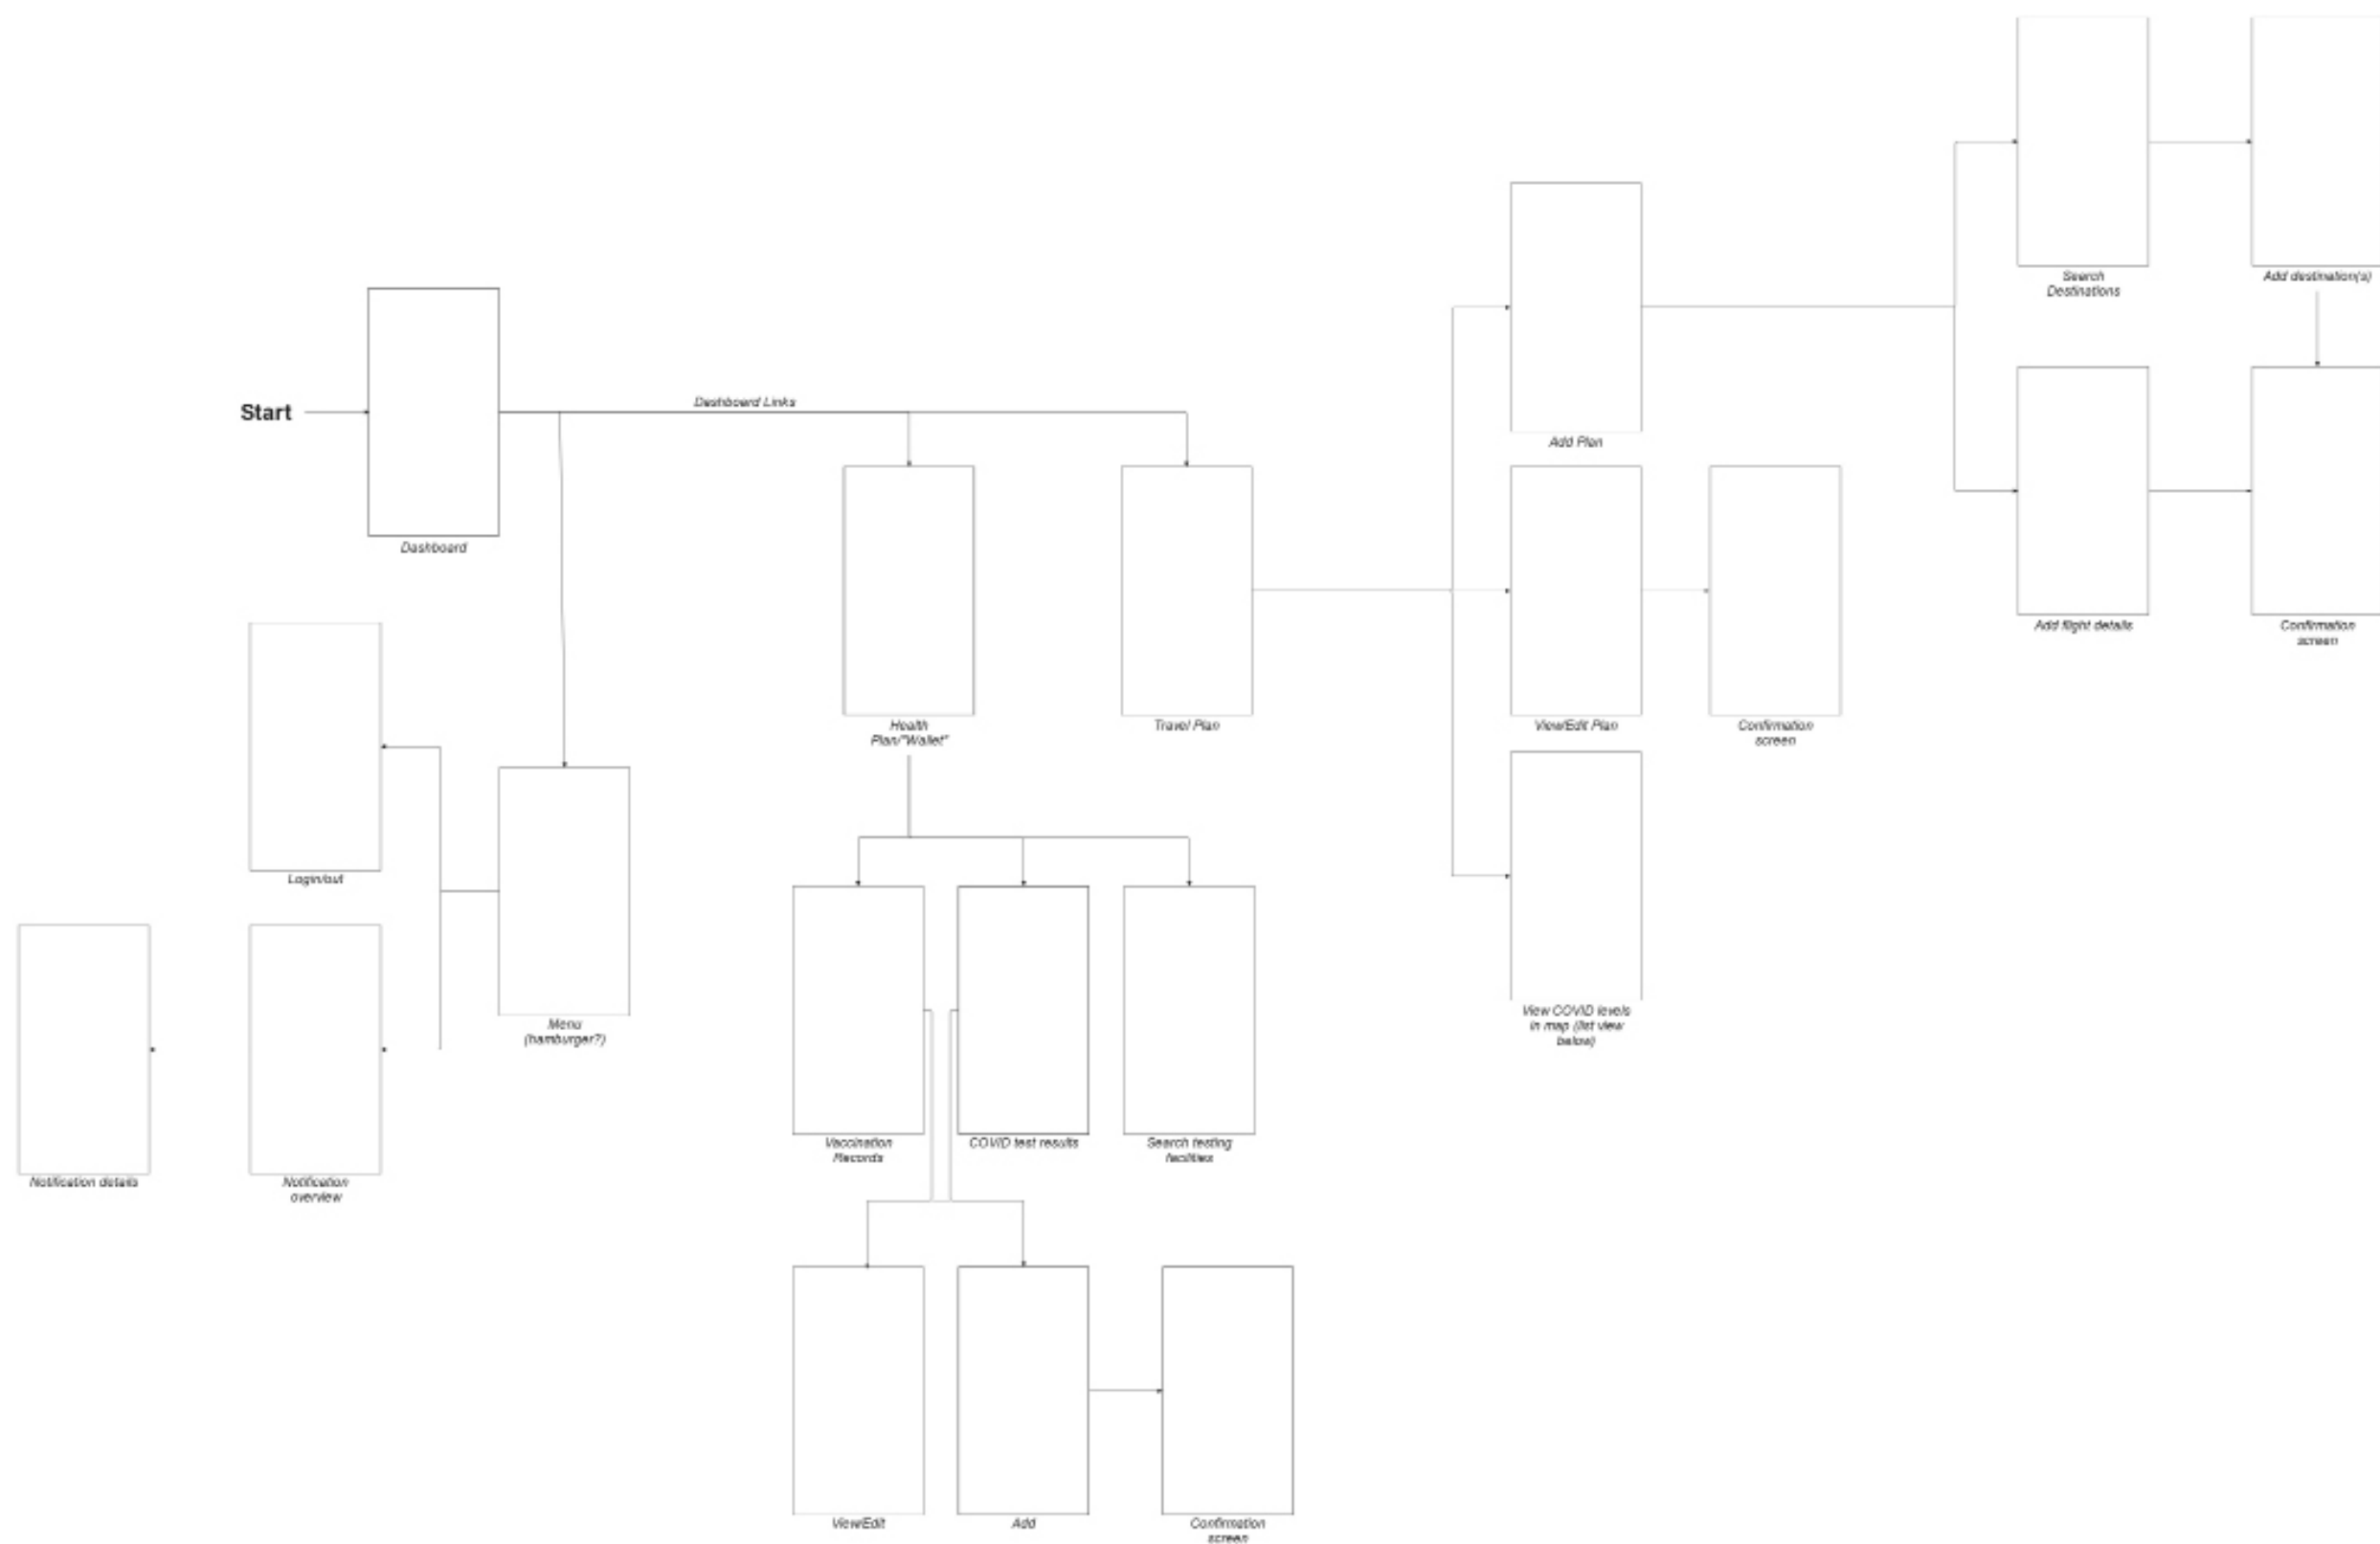 Search
Destinations
Add destination(s)
Start
Dashboard Links
Add Plan
Dashboard
Add flight details
Confirmation
screen
Health
Plan/"Wallet"
Travel Plan
View/Edit Plan
Confirmation
screen
Login/out
Menu
(hamburger?)
View COVID levels
in map (list view
below)
Vaccination
Records
COVID test results
Search testing
facilities
Notification details
Notification
overview
View/Edit
Add
Confirmation
screen